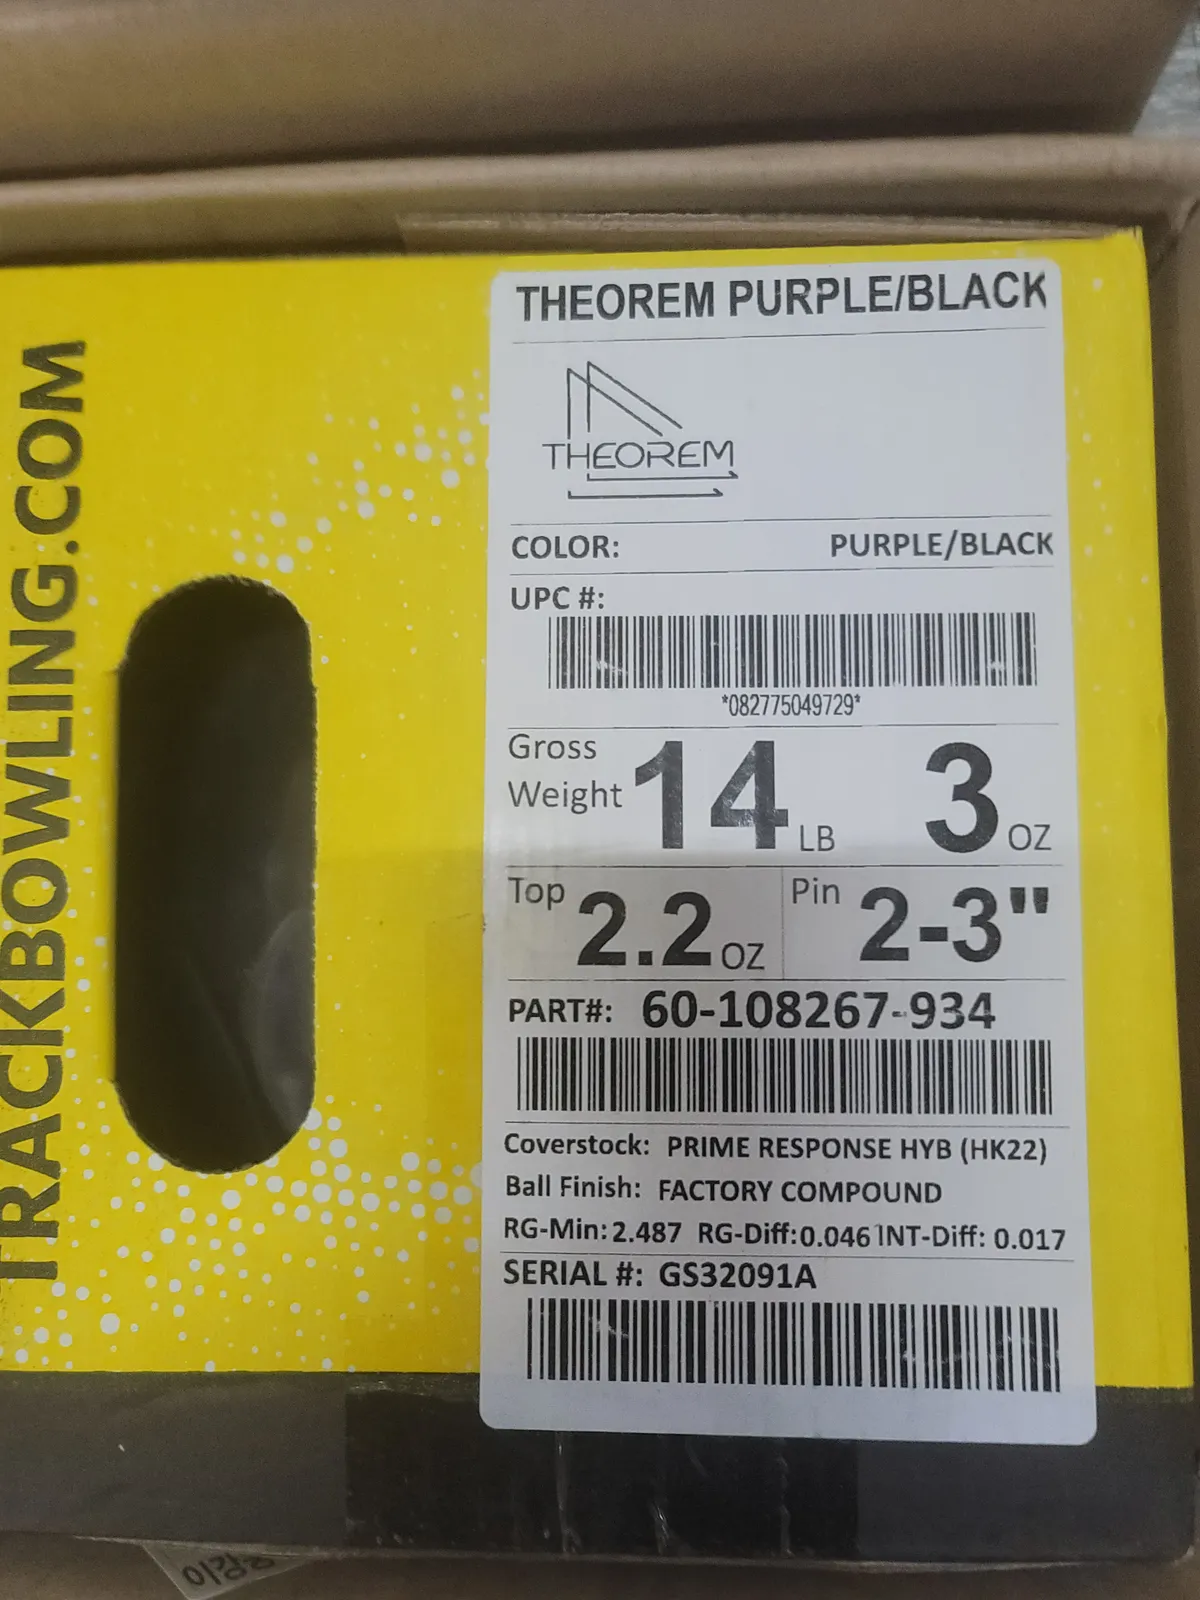 TRACKBOWLING.COM
THEOREM PURPLE/BLACK
THEOREM
COLOR: PURPLE/BLACK
UPC #:
*082775049729*
Gross Weight 14 LB 3 OZ
Top 2.2 OZ Pin 2-3"
PART#: 60-108267-934
Coverstock: PRIME RESPONSE HYB (HK22)
Ball Finish: FACTORY COMPOUND
RG-Min: 2.487 RG-Diff: 0.046 INT-Diff: 0.017
SERIAL #: GS32091A